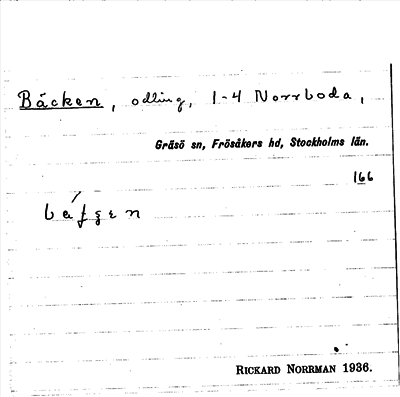 Bäcken, odling, 1-4 Norrboda,
Gräsö sn, Frösåkers hd, Stockholms län.
166
RICKARD NORRMAN 1936.